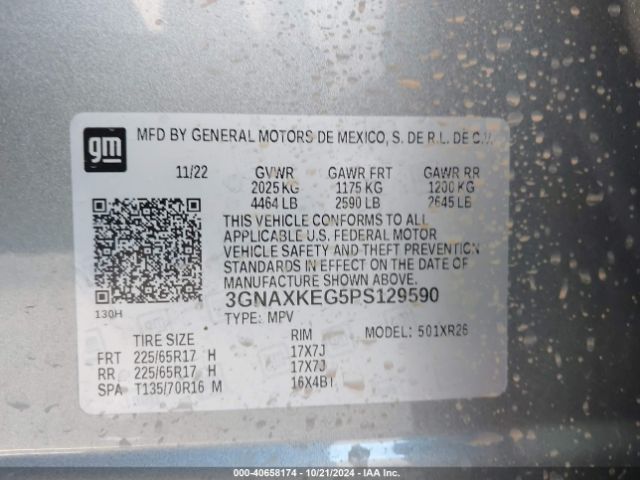 gm
MFD BY GENERAL MOTORS DE MEXICO, S. DE R.L. DE C.V.
11/22 GVWR GAWR FRT GAWR RR
2025 KG 1175 KG 1200 KG
4464 LB 2590 LB 2645 LB
THIS VEHICLE CONFORMS TO ALL
APPLICABLE U.S. FEDERAL MOTOR
VEHICLE SAFETY AND THEFT PREVENTION
STANDARDS IN EFFECT ON THE DATE OF
MANUFACTURE SHOWN ABOVE.
130H
3GNAXKEG5PS129590
TYPE: MPV
MODEL: 501XR26
TIRE SIZE RIM
FRT 225/65R17 H 17X7J
RR 225/65R17 H 17X7J
SPA T135/70R16 M 16X4BT
000-40658174 | 10/21/2024 | IAA Inc.